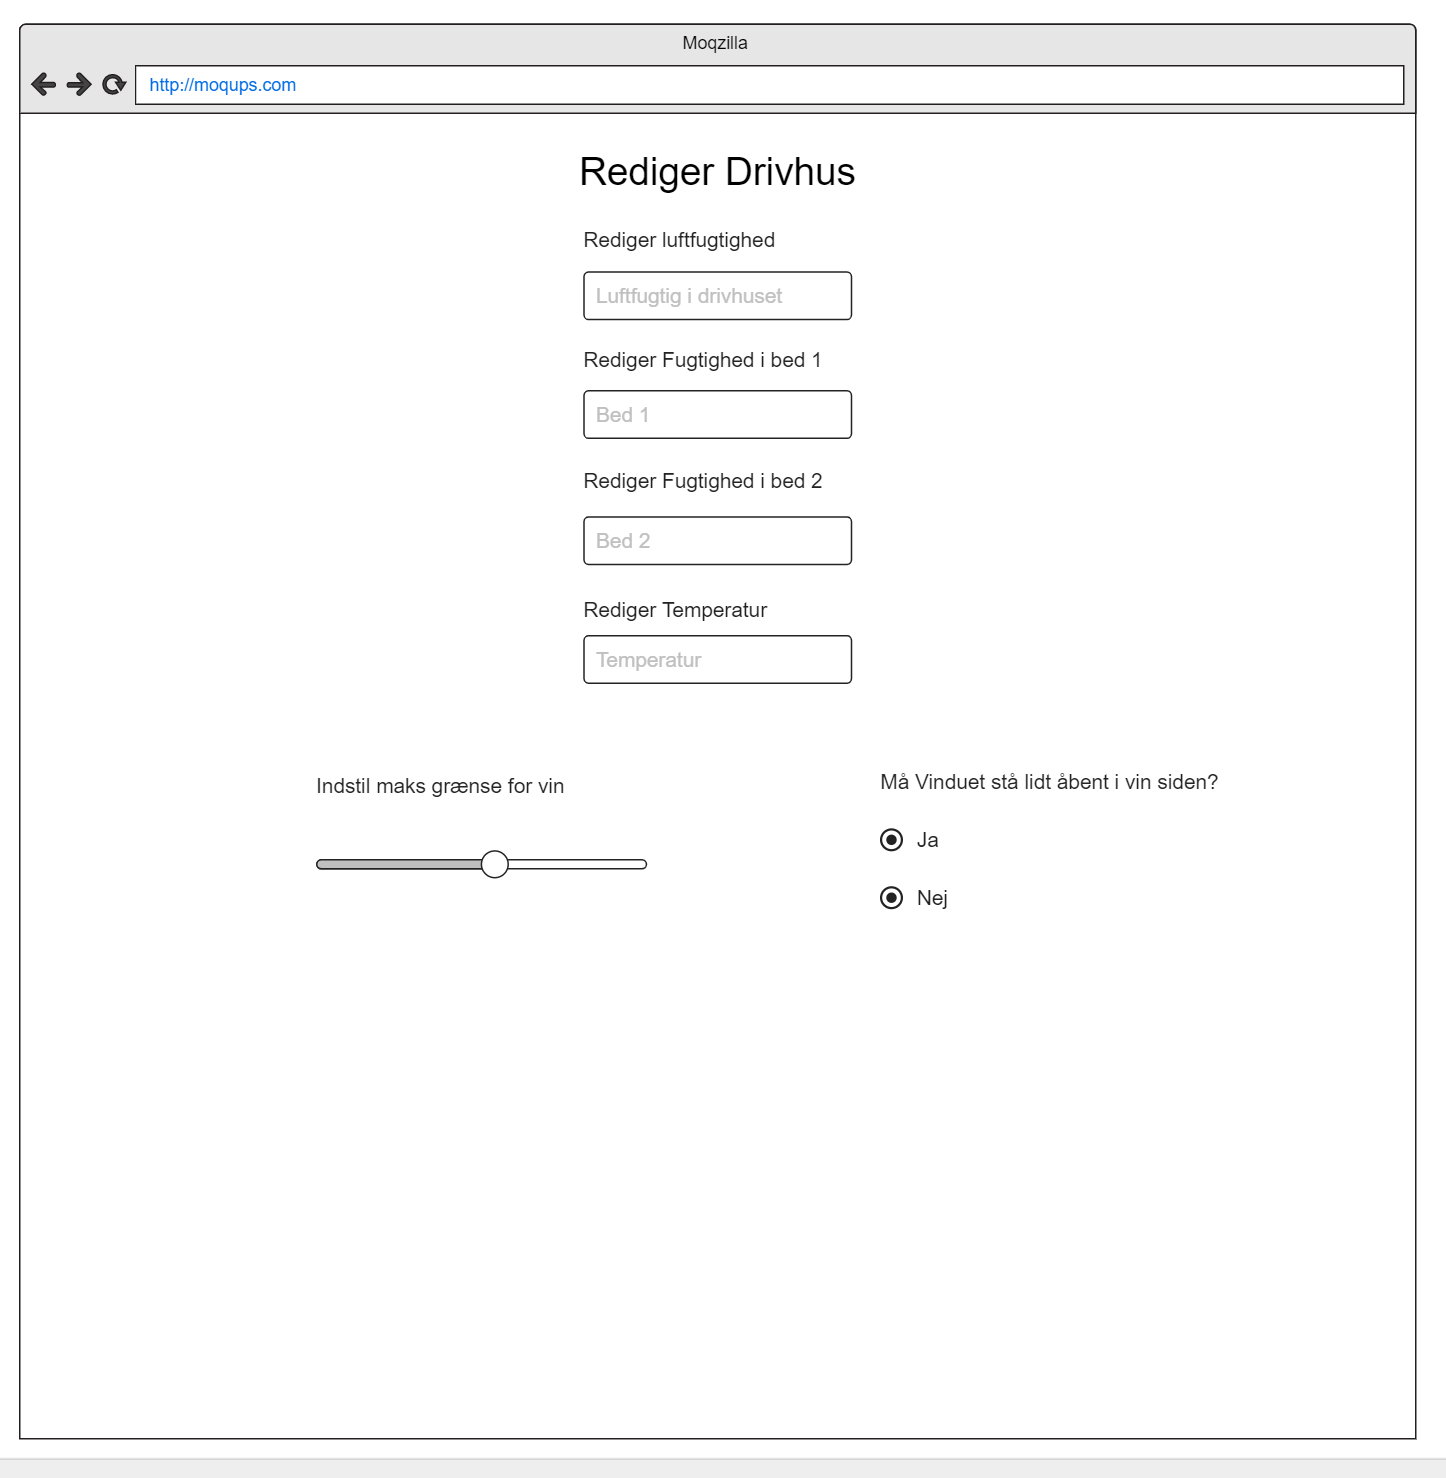 Moqzilla
http://moqups.com
Rediger Drivhus
Rediger luftfugtighed
Luftfugtig i drivhuset
Rediger Fugtighed i bed 1
Bed 1
Rediger Fugtighed i bed 2
Bed 2
Rediger Temperatur
Temperatur
Indstil maks grænse for vin
Må Vinduet stå lidt åbent i vin siden?
Ja
Nej